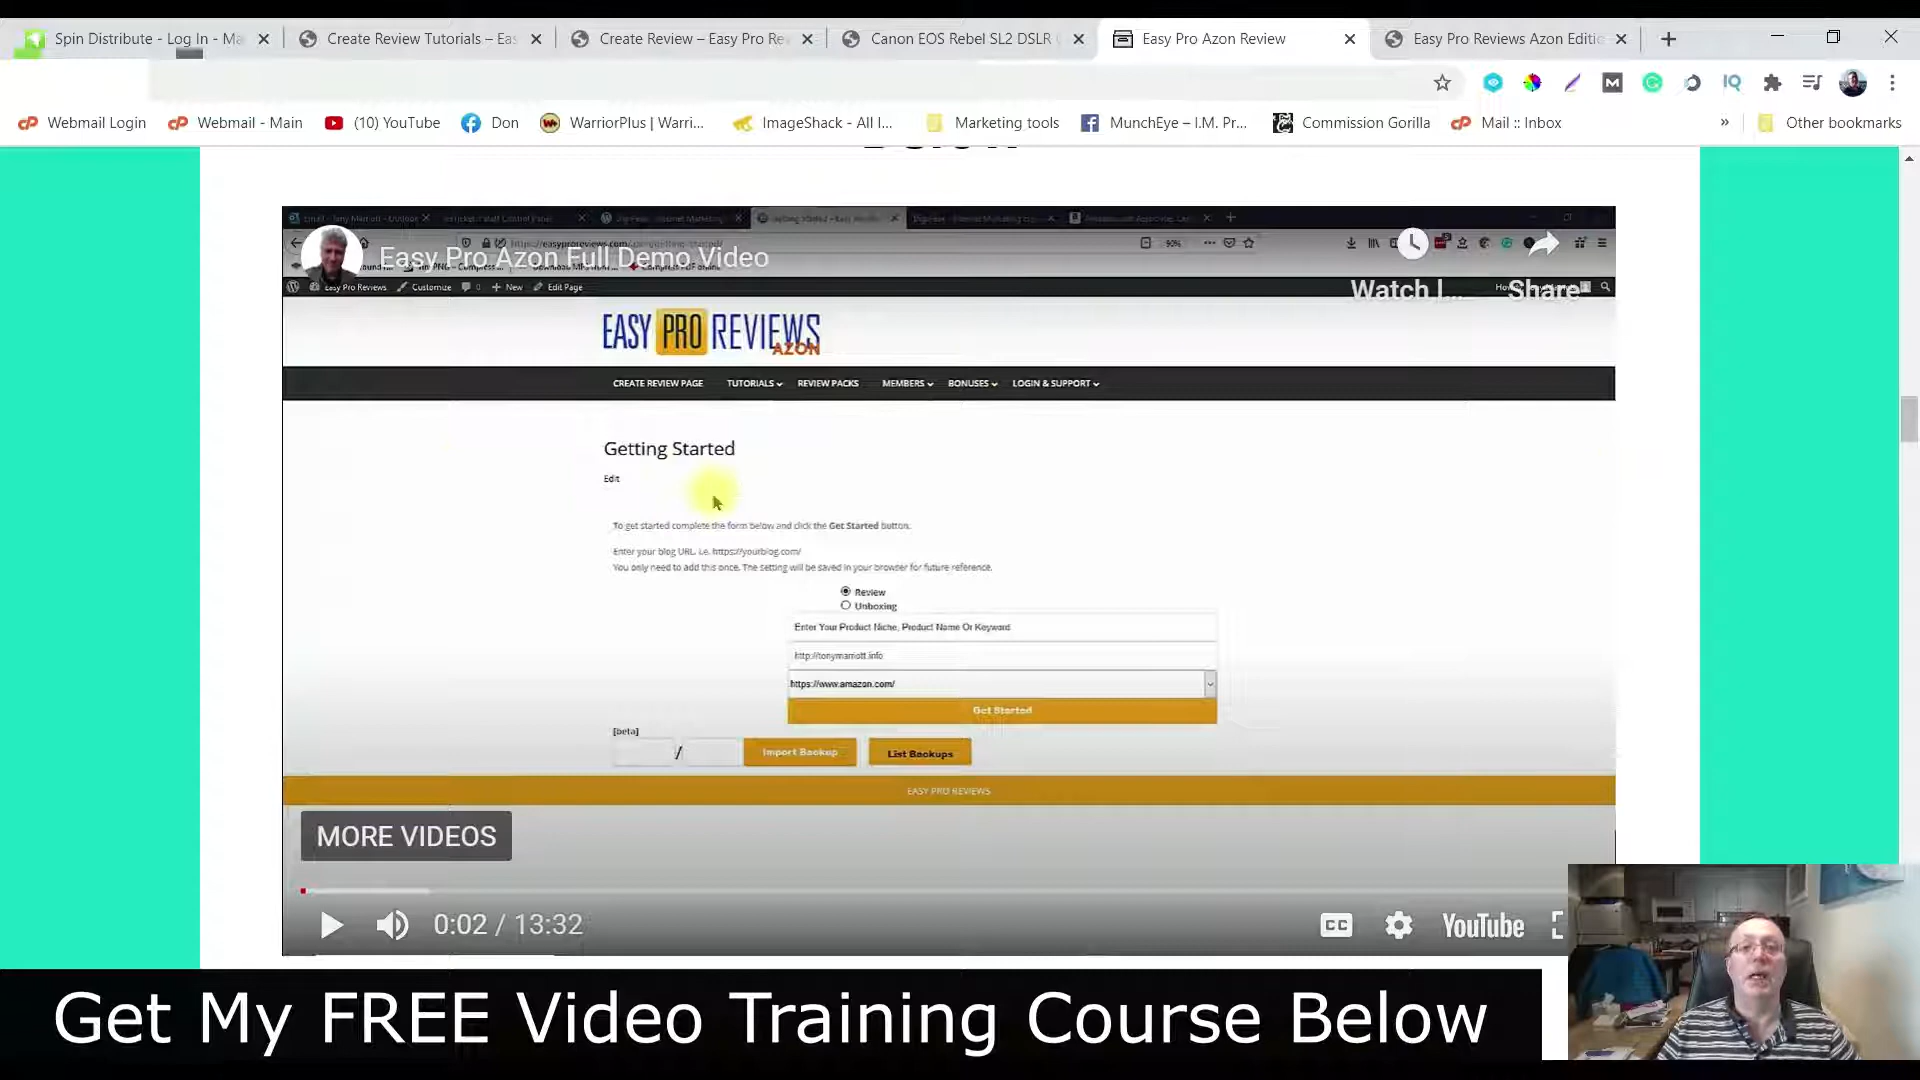 Spin Distribute - Log In - Ma
Create Review Tutorials – Eas
Create Review – Easy Pro Re
Canon EOS Rebel SL2 DSLR
Easy Pro Azon Review
Easy Pro Reviews Azon Editi
Webmail Login
Webmail - Main
(10) YouTube
Don
WarriorPlus | Warri...
ImageShack - All I...
Marketing tools
MunchEye – I.M. Pr...
Commission Gorilla
Mail :: Inbox
»
Other bookmarks
90%
Easy Pro Azon Full Demo Video
Easy Pro Reviews
Customize
0
New
Edit Page
Watch l...
Share
EASY PRO REVIEWS
AZON
CREATE REVIEW PAGE
TUTORIALS
REVIEW PACKS
MEMBERS
BONUSES
LOGIN & SUPPORT
Getting Started
Edit
To get started complete the form below and click the Get Started button.
Enter your blog URL. i.e. https://yourblog.com/
You only need to add this once. The setting will be saved in your browser for future reference.
Review
Unboxing
Enter Your Product Niche, Product Name Or Keyword
http://tonymarriott.info
https://www.amazon.com/
Get Started
[beta]
/
Import Backup
List Backups
EASY PRO REVIEWS
MORE VIDEOS
0:02 / 13:32
CC
YouTube
Get My FREE Video Training Course Below